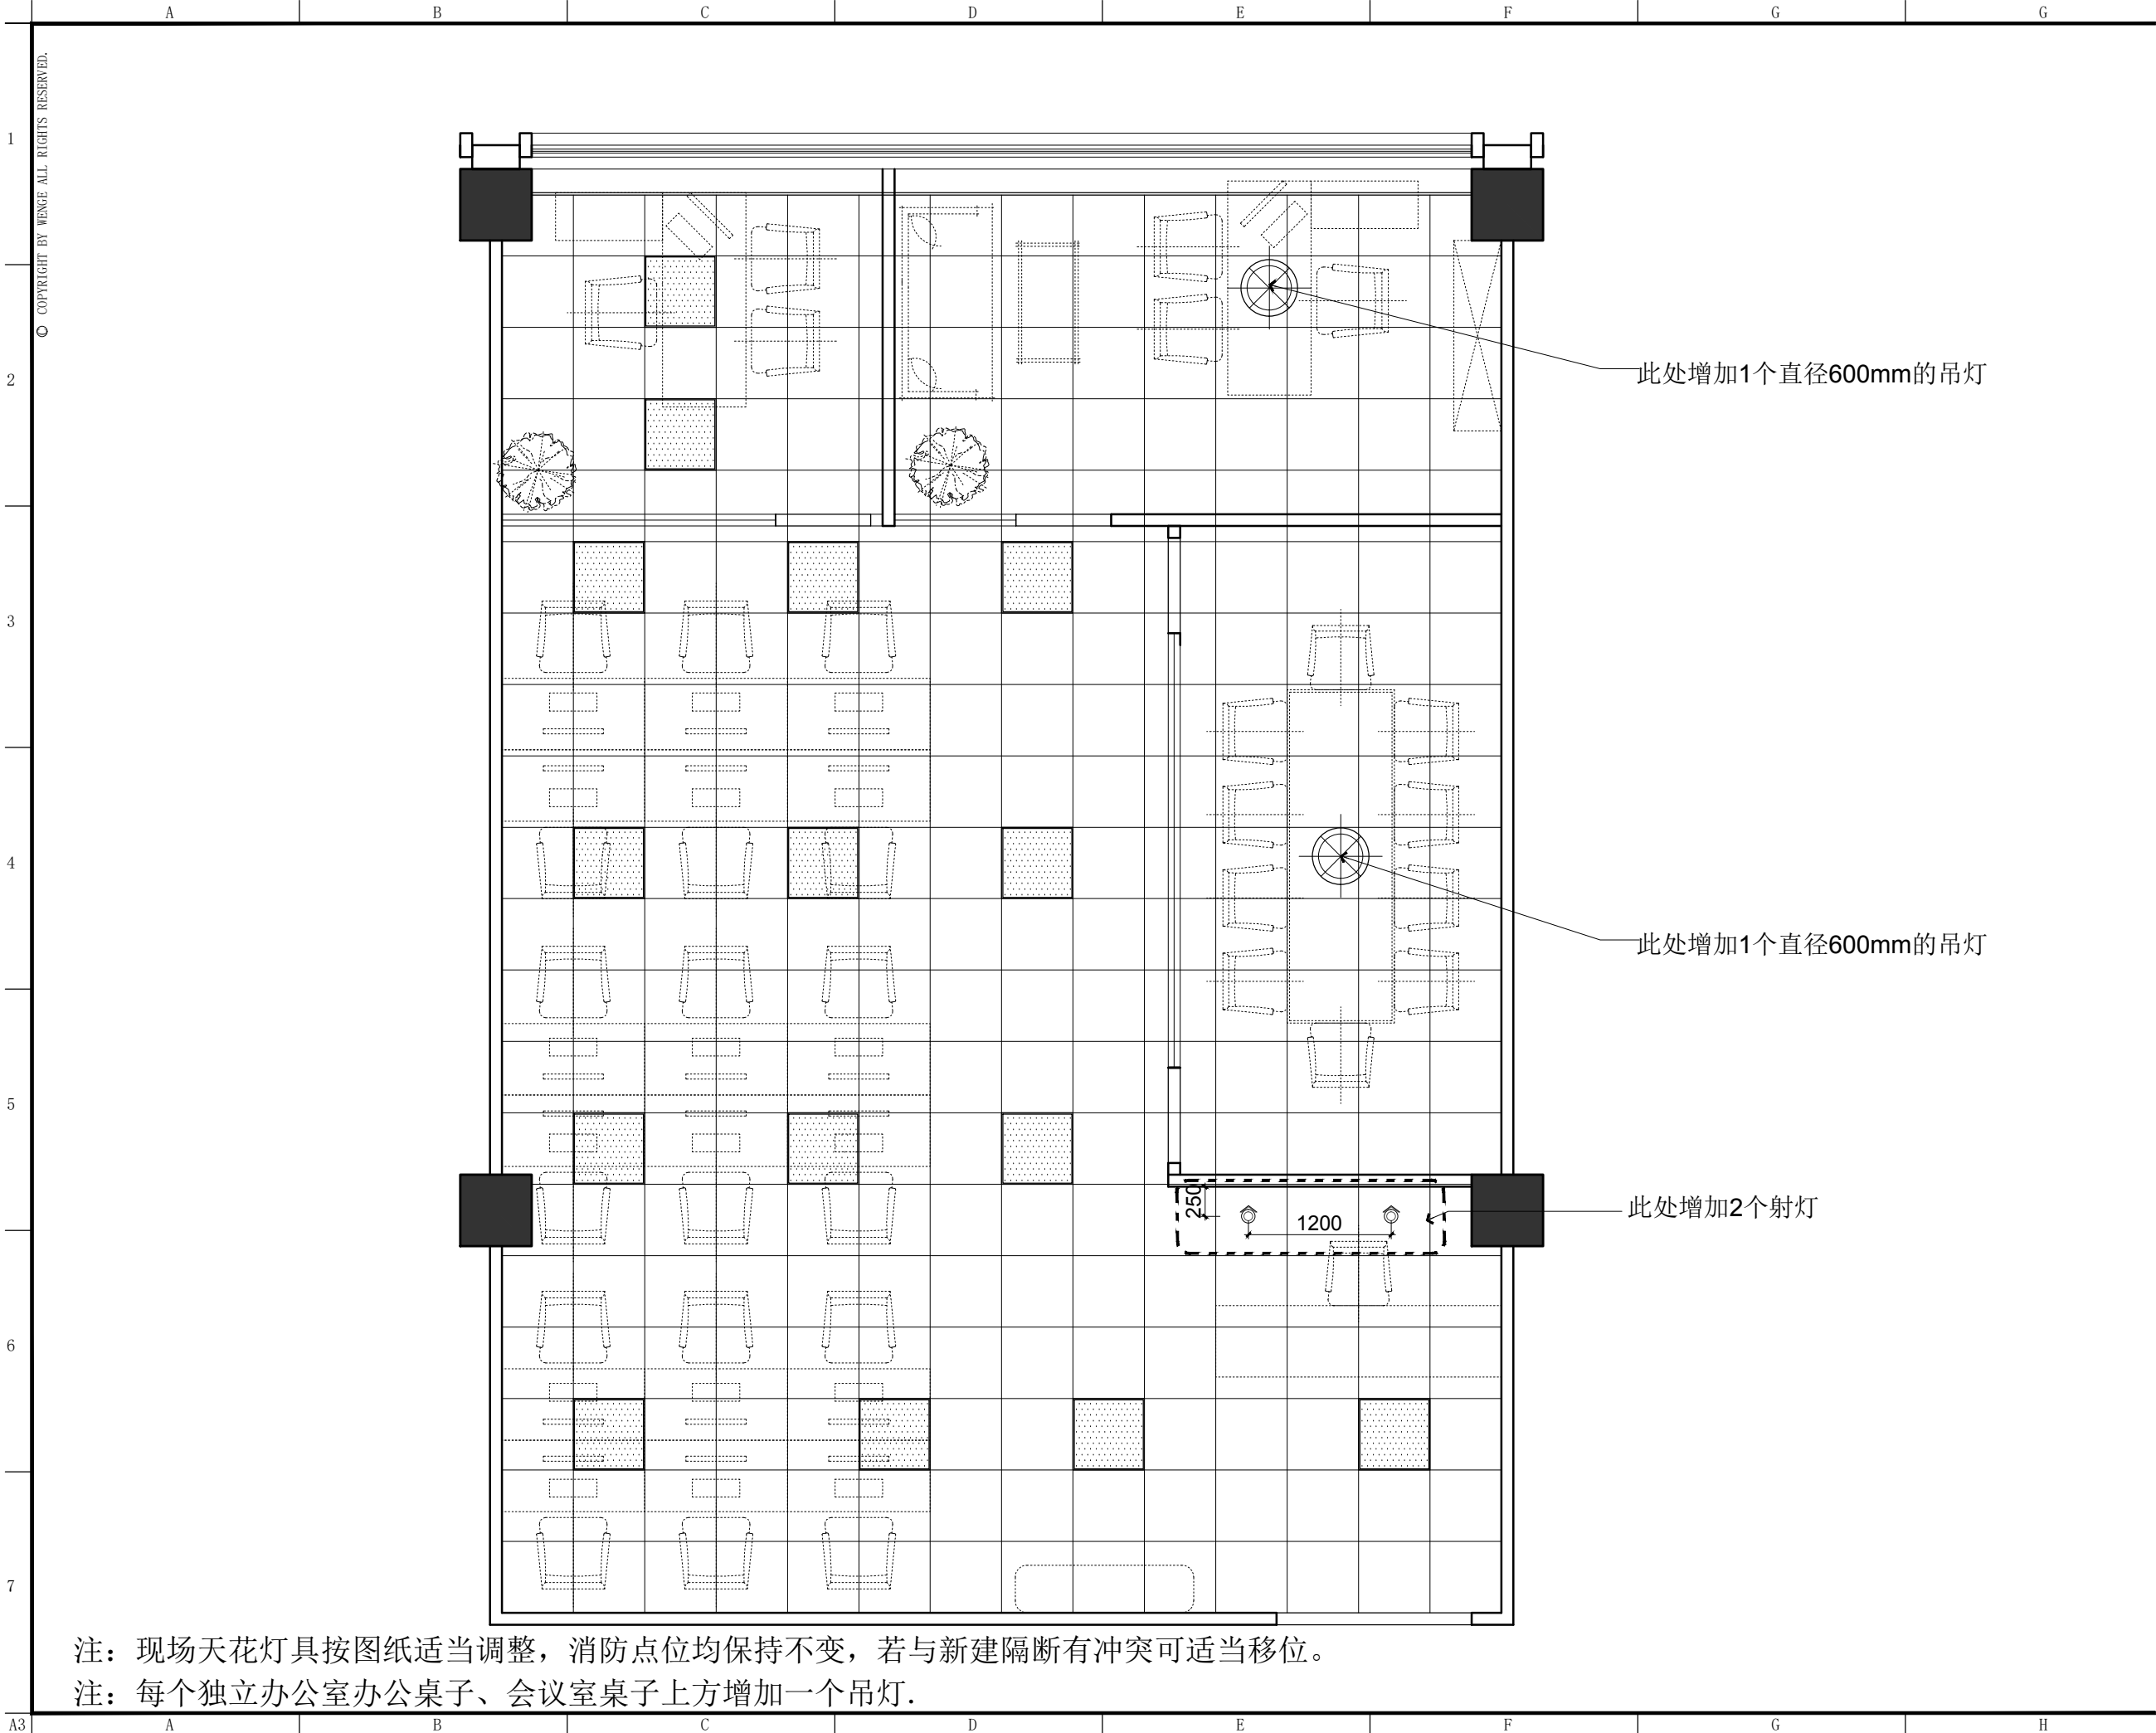 A B C D E F G G
© COPYRIGHT BY WENGE ALL RIGHTS RESERVED.
1
2
此处增加1个直径600mm的吊灯
3
4
此处增加1个直径600mm的吊灯
5
250
1200
此处增加2个射灯
6
7
注：现场天花灯具按图纸适当调整，消防点位均保持不变，若与新建隔断有冲突可适当移位。
注：每个独立办公室办公桌子、会议室桌子上方增加一个吊灯.
A3 A B C D E F G H